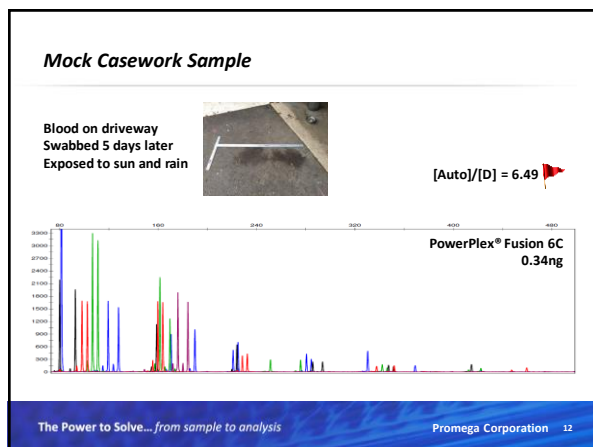 Mock Casework Sample
Blood on driveway
Swabbed 5 days later
Exposed to sun and rain
[Auto]/[D] = 6.49
80 160 240 320 400 480
PowerPlex® Fusion 6C
0.34ng
3300
3000
2700
2400
2100
1800
1500
1200
900
600
300
0
The Power to Solve... from sample to analysis
Promega Corporation 12